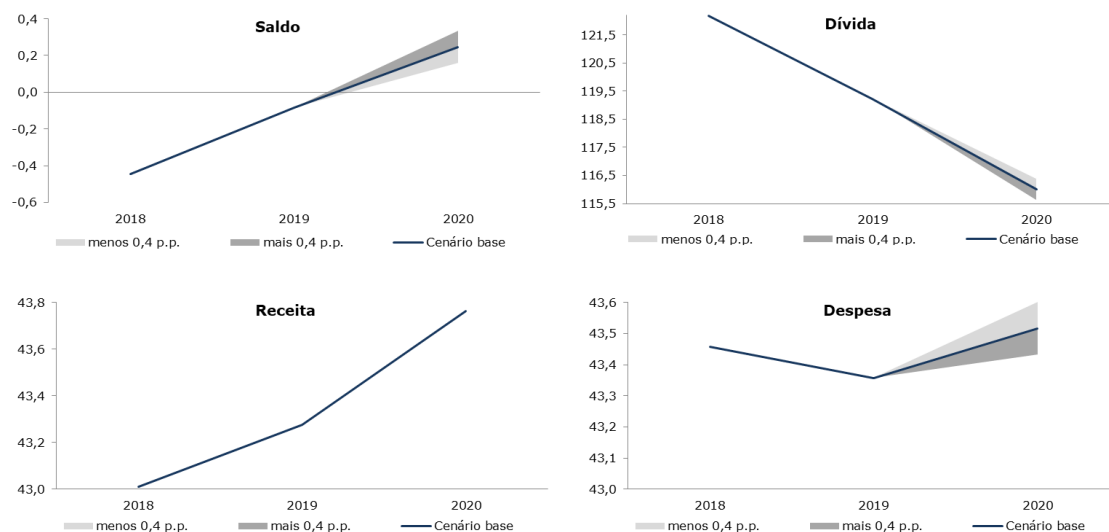 Saldo
0,4
0,2
0,0
-0,2
-0,4
-0,6
2018 2019 2020
menos 0,4 p.p. mais 0,4 p.p. Cenário base
Dívida
121,5
120,5
119,5
118,5
117,5
116,5
115,5
2018 2019 2020
menos 0,4 p.p. mais 0,4 p.p. Cenário base
Receita
43,8
43,6
43,4
43,2
43,0
2018 2019 2020
menos 0,4 p.p. mais 0,4 p.p. Cenário base
Despesa
43,6
43,5
43,4
43,3
43,2
43,1
43,0
2018 2019 2020
menos 0,4 p.p. mais 0,4 p.p. Cenário base